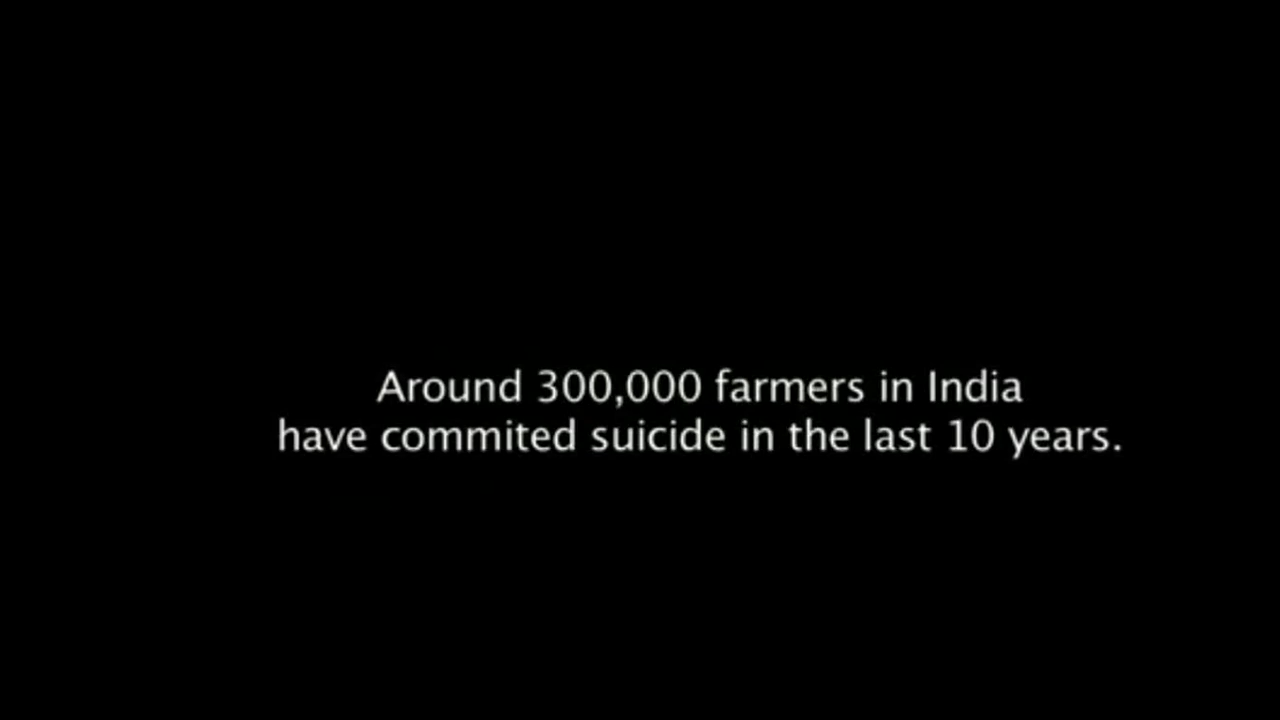 Around 300,000 farmers in India
have commited suicide in the last 10 years.